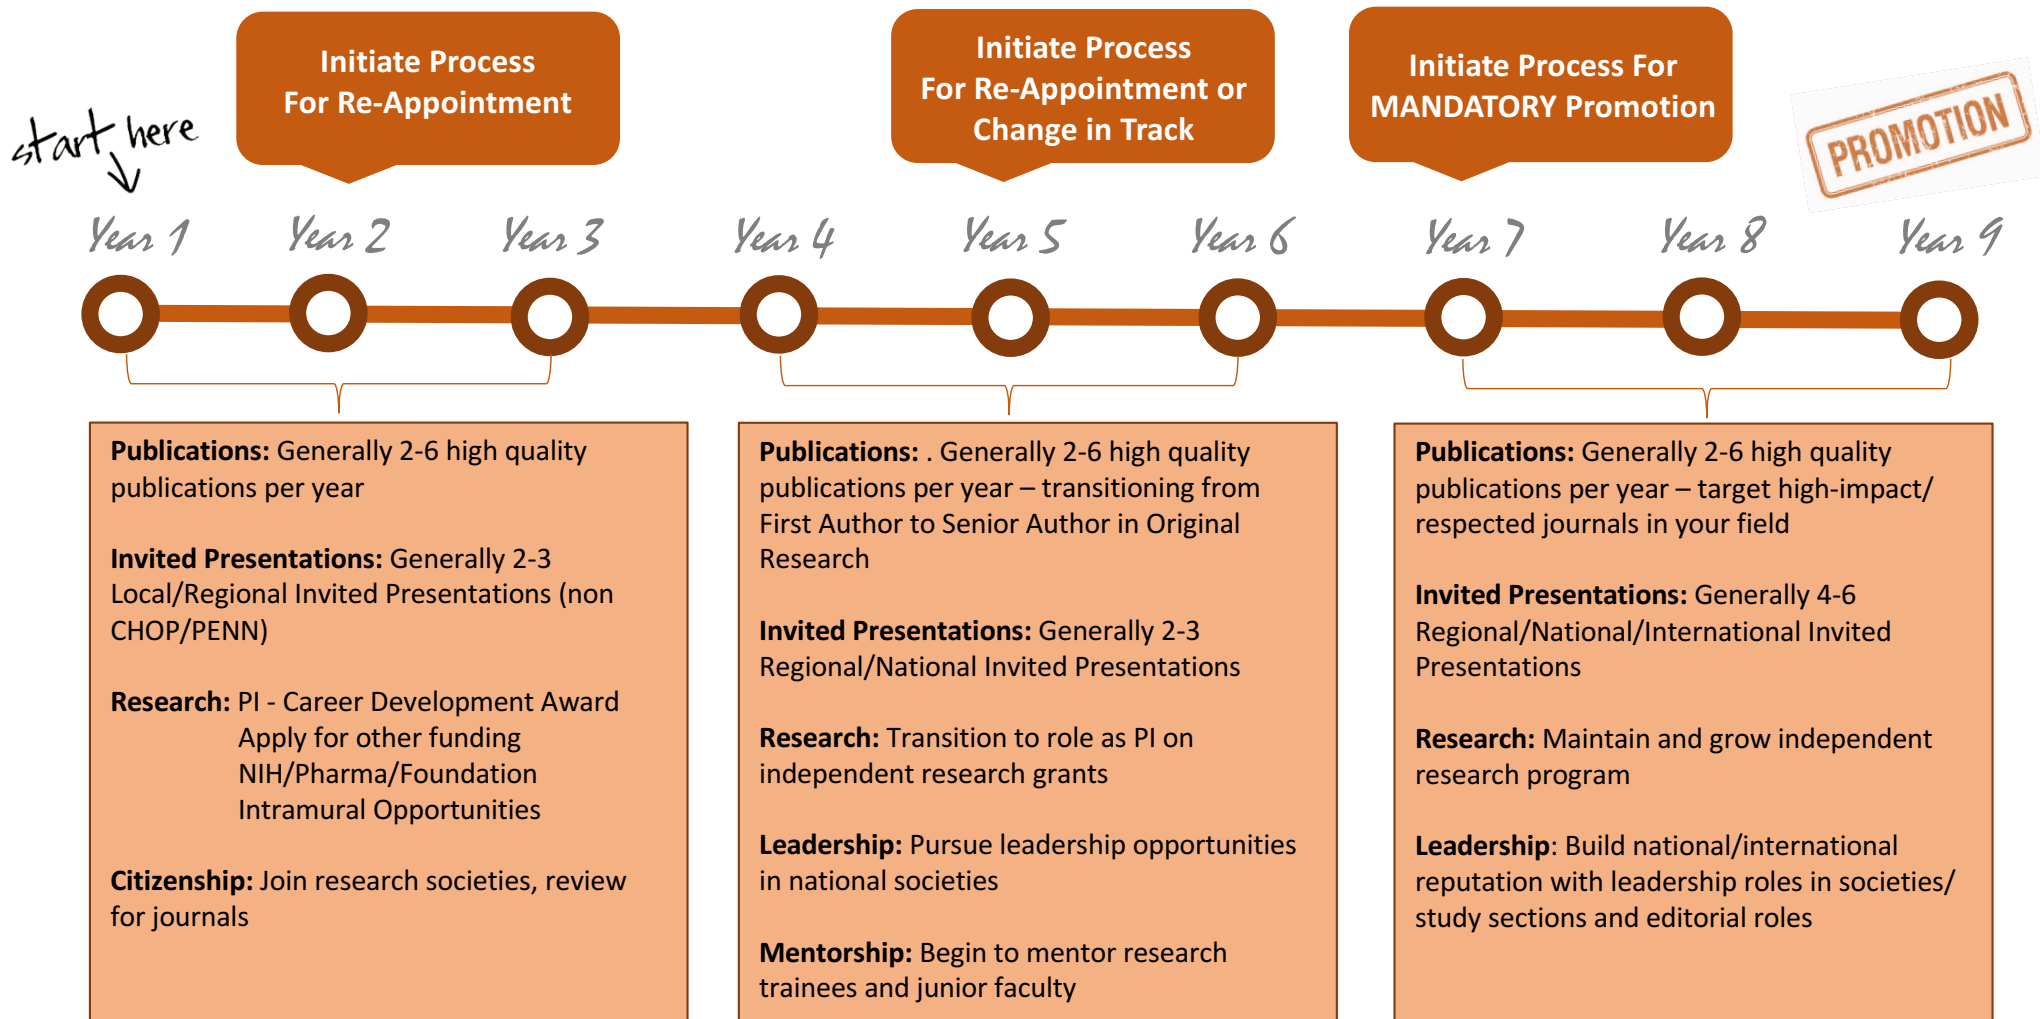 start here
Initiate Process
For Re-Appointment
Initiate Process
For Re-Appointment or
Change in Track
Initiate Process For
MANDATORY Promotion
PROMOTION
Year 1
Year 2
Year 3
Year 4
Year 5
Year 6
Year 7
Year 8
Year 9
Publications: Generally 2-6 high quality
publications per year
Invited Presentations: Generally 2-3
Local/Regional Invited Presentations (non
CHOP/PENN)
Research: PI - Career Development Award
Apply for other funding
NIH/Pharma/Foundation
Intramural Opportunities
Citizenship: Join research societies, review
for journals
Publications: . Generally 2-6 high quality
publications per year – transitioning from
First Author to Senior Author in Original
Research
Invited Presentations: Generally 2-3
Regional/National Invited Presentations
Research: Transition to role as PI on
independent research grants
Leadership: Pursue leadership opportunities
in national societies
Mentorship: Begin to mentor research
trainees and junior faculty
Publications: Generally 2-6 high quality
publications per year – target high-impact/
respected journals in your field
Invited Presentations: Generally 4-6
Regional/National/International Invited
Presentations
Research: Maintain and grow independent
research program
Leadership: Build national/international
reputation with leadership roles in societies/
study sections and editorial roles